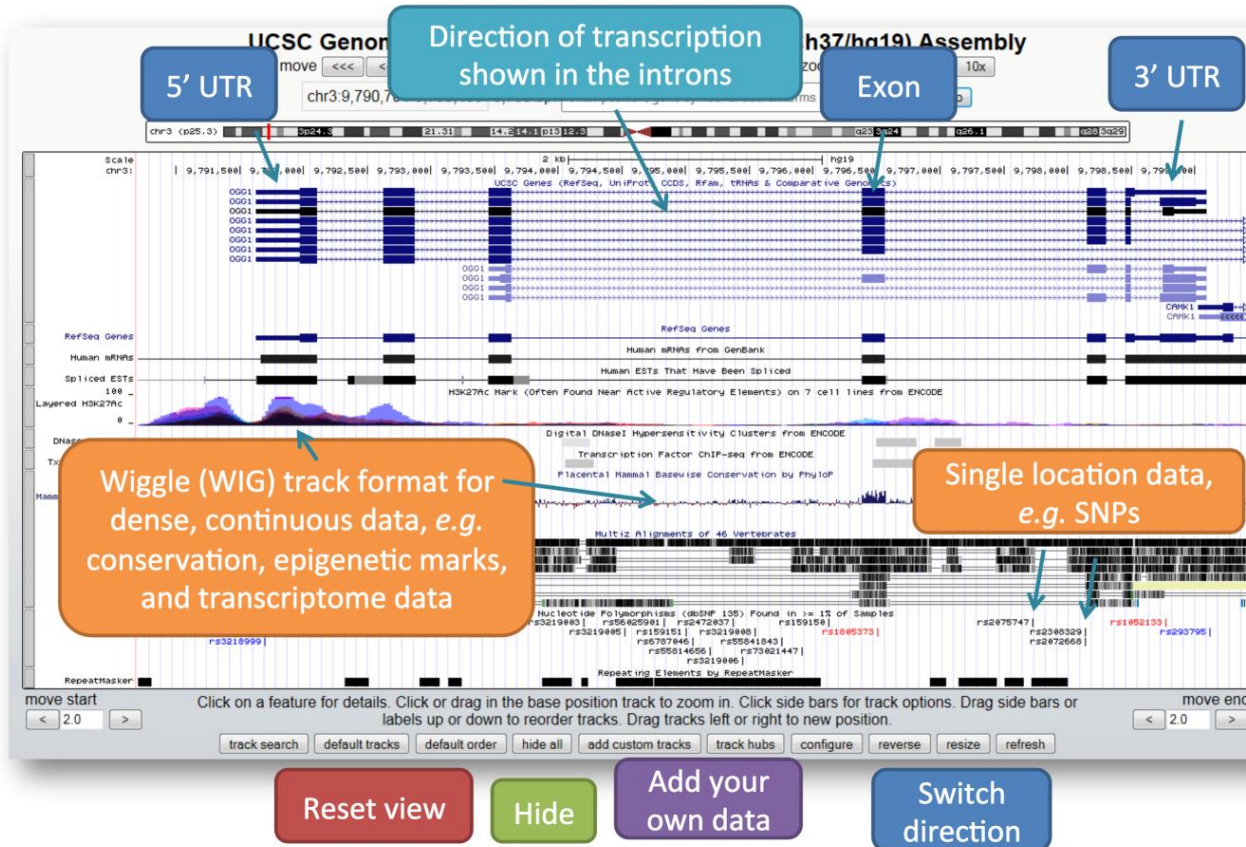 UCSC Genom
h37/hg19) Assembly
Direction of transcription
shown in the introns
5' UTR
Exon
3' UTR
move <<<
10x
chr3:9,790,7
chr3 (p25.3) 3p24.3 21.31 14.2 14.1 p13 12.3 q23 3q24 q26.1 q28 3q29
Scale 2 kb hg19
chr3: 9,791,500 9,792,500 9,793,000 9,793,500 9,794,000 9,794,500 9,795,000 9,795,500 9,796,000 9,796,500 9,797,500 9,798,000 9,798,500
UCSC Genes (RefSeq, UniProt, CCDS, Rfam, tRNAs & Comparative Genomics)
OGG1
OGG1
OGG1
OGG1
OGG1
OGG1
OGG1
OGG1
OGG1
OGG1
OGG1
CAMK1
CAMK1
RefSeq Genes
RefSeq Genes
Human mRNAs from GenBank
Human mRNAs
Human ESTs That Have Been Spliced
Spliced ESTs
H3K27Ac Mark (Often Found Near Active Regulatory Elements) on 7 cell lines from ENCODE
100
Layered H3K27Ac
0
Digital DNaseI Hypersensitivity Clusters from ENCODE
DNase
Transcription Factor ChIP-seq from ENCODE
Tx
Placental Mammal Basewise Conservation by PhyloP
Mamm
Wiggle (WIG) track format for
dense, continuous data, e.g.
conservation, epigenetic marks,
and transcriptome data
Single location data,
e.g. SNPs
Multiz Alignments of 46 Vertebrates
Nucleotide Polymorphisms (dbSNP 135) Found in >= 1% of Samples
rs3219003 rs56025901 rs2472037 rs159150 rs2075747 rs1052133
rs3218999 rs3219005 rs159151 rs3219008 rs1805373 rs2308329 rs293795
rs6787046 rs55841843 rs2072668
rs55814656 rs73021447
rs3219006
Repeating Elements by RepeatMasker
RepeatMasker
move start
< 2.0 >
Click on a feature for details. Click or drag in the base position track to zoom in. Click side bars for track options. Drag side bars or
labels up or down to reorder tracks. Drag tracks left or right to new position.
move end
< 2.0 >
track search default tracks default order hide all add custom tracks track hubs configure reverse resize refresh
Reset view
Hide
Add your
own data
Switch
direction